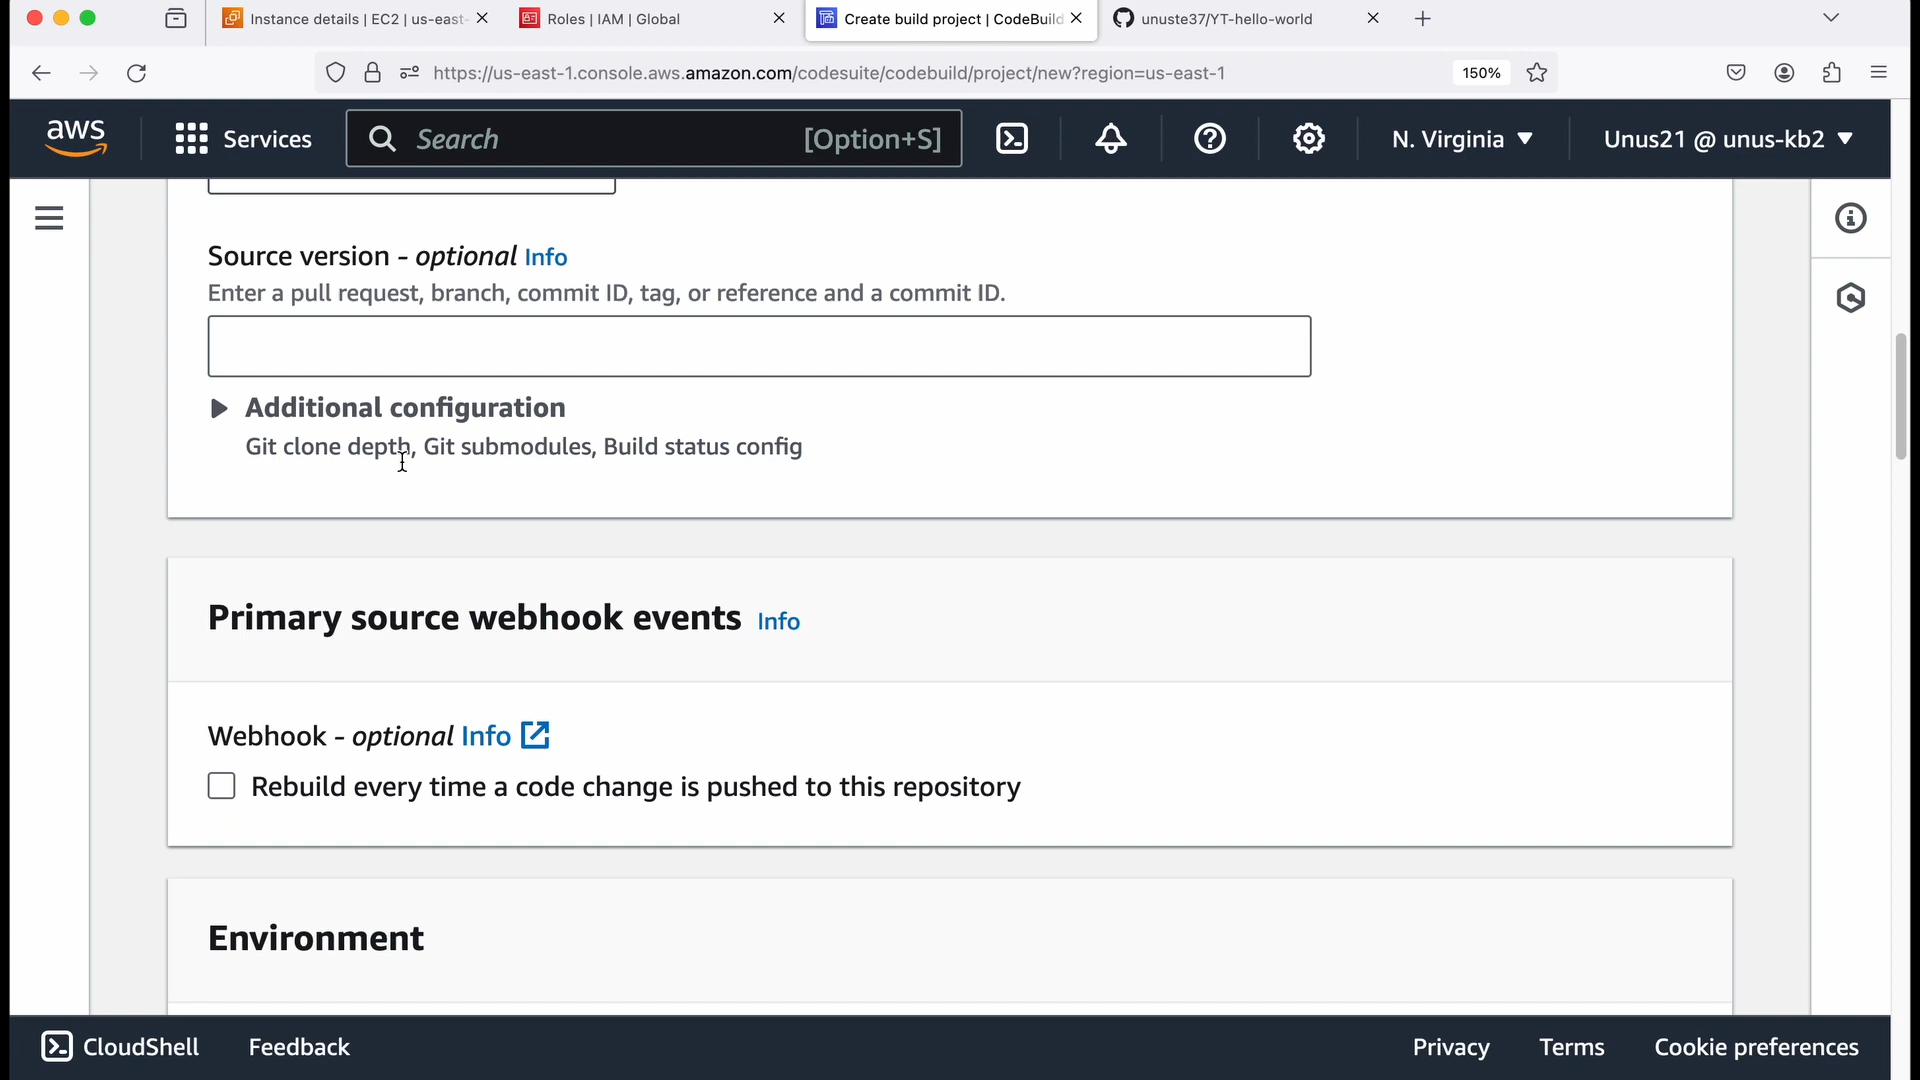 Instance details | EC2 | us-east-
Roles | IAM | Global
Create build project | CodeBuild
unuste37/YT-hello-world
https://us-east-1.console.aws.amazon.com/codesuite/codebuild/project/new?region=us-east-1
150%
aws
Services
Search
[Option+S]
N. Virginia
Unus21 @ unus-kb2
Source version - optional Info
Enter a pull request, branch, commit ID, tag, or reference and a commit ID.
Additional configuration
Git clone depth, Git submodules, Build status config
Primary source webhook events Info
Webhook - optional Info
Rebuild every time a code change is pushed to this repository
Environment
CloudShell
Feedback
Privacy
Terms
Cookie preferences